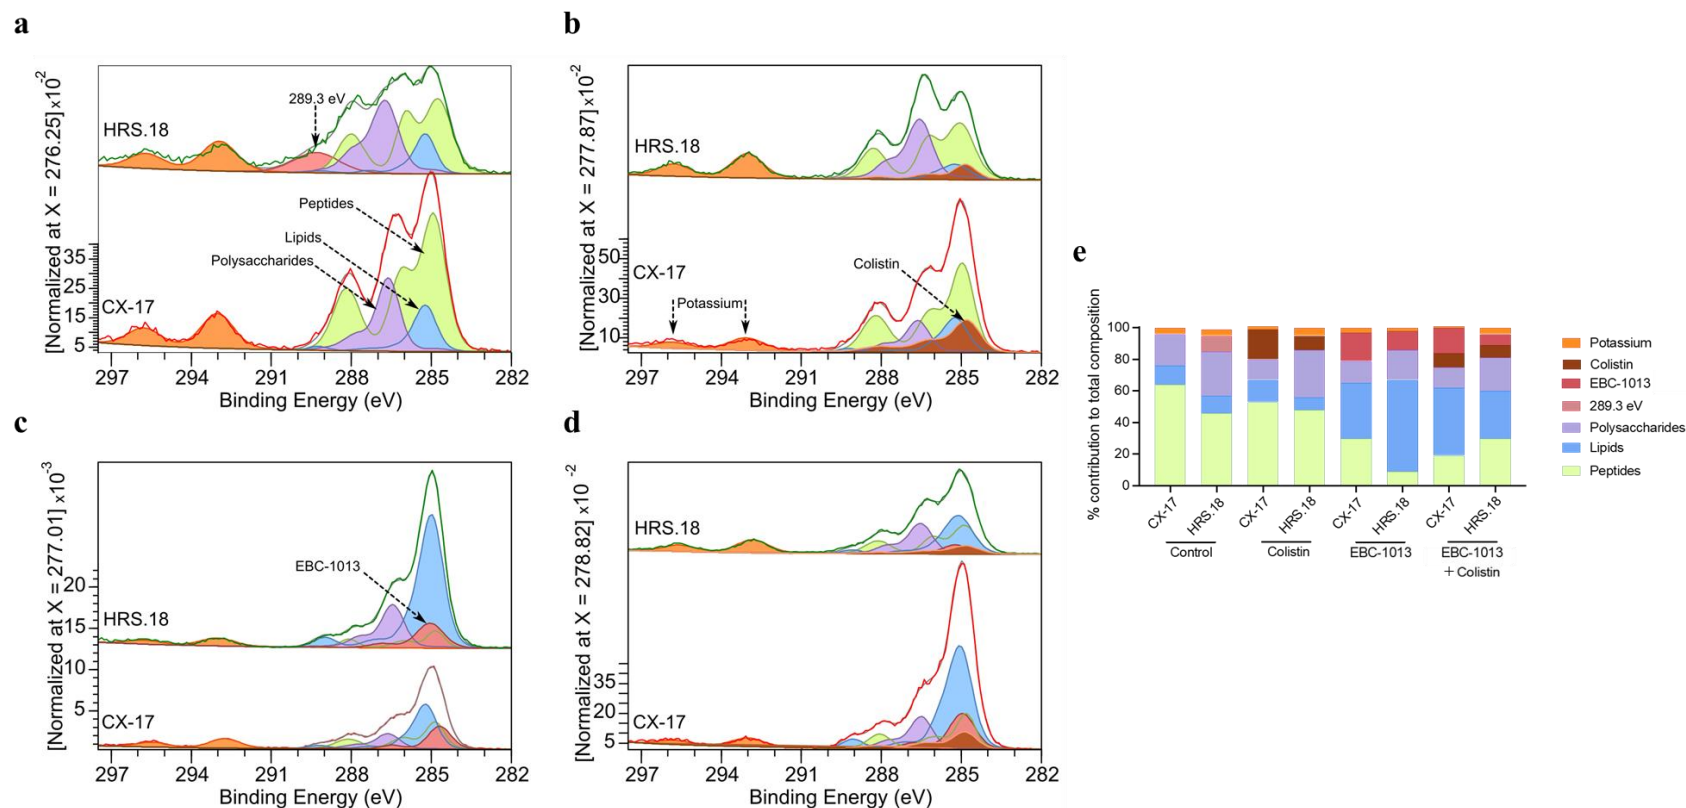 a
[Normalized at X = 276.25] x10-2
HRS.18
289.3 eV
Peptides
Lipids
Polysaccharides
CX-17
35
25
15
5
297 294 291 288 285 282
Binding Energy (eV)
b
[Normalized at X = 277.87] x10-2
HRS.18
CX-17
Colistin
Potassium
50
30
10
297 294 291 288 285 282
Binding Energy (eV)
c
[Normalized at X = 277.01] x10-3
HRS.18
EBC-1013
CX-17
20
15
10
5
297 294 291 288 285 282
Binding Energy (eV)
d
[Normalized at X = 278.82] x10-2
HRS.18
CX-17
35
20
5
297 294 291 288 285 282
Binding Energy (eV)
e
% contribution to total composition
100
80
60
40
20
0
CX-17 HRS.18 CX-17 HRS.18 CX-17 HRS.18 CX-17 HRS.18
Control Colistin EBC-1013 EBC-1013
+ Colistin
Potassium
Colistin
EBC-1013
289.3 eV
Polysaccharides
Lipids
Peptides